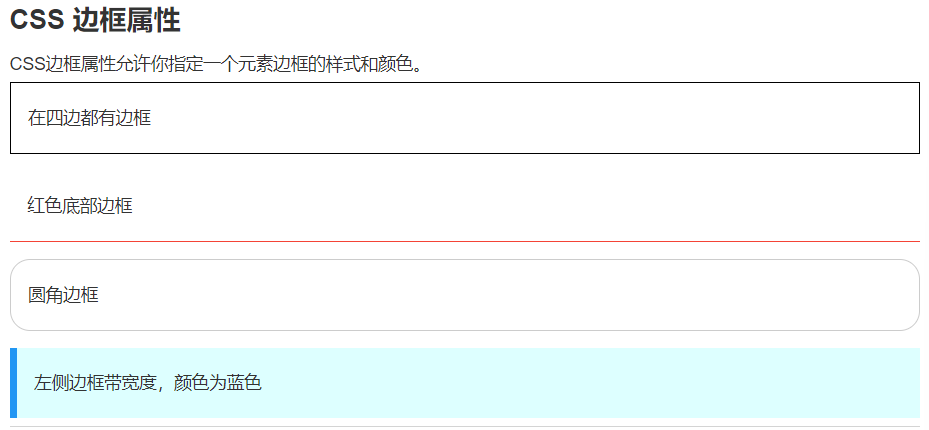 CSS 边框属性
CSS边框属性允许你指定一个元素边框的样式和颜色。
在四边都有边框
红色底部边框
圆角边框
左侧边框带宽度，颜色为蓝色